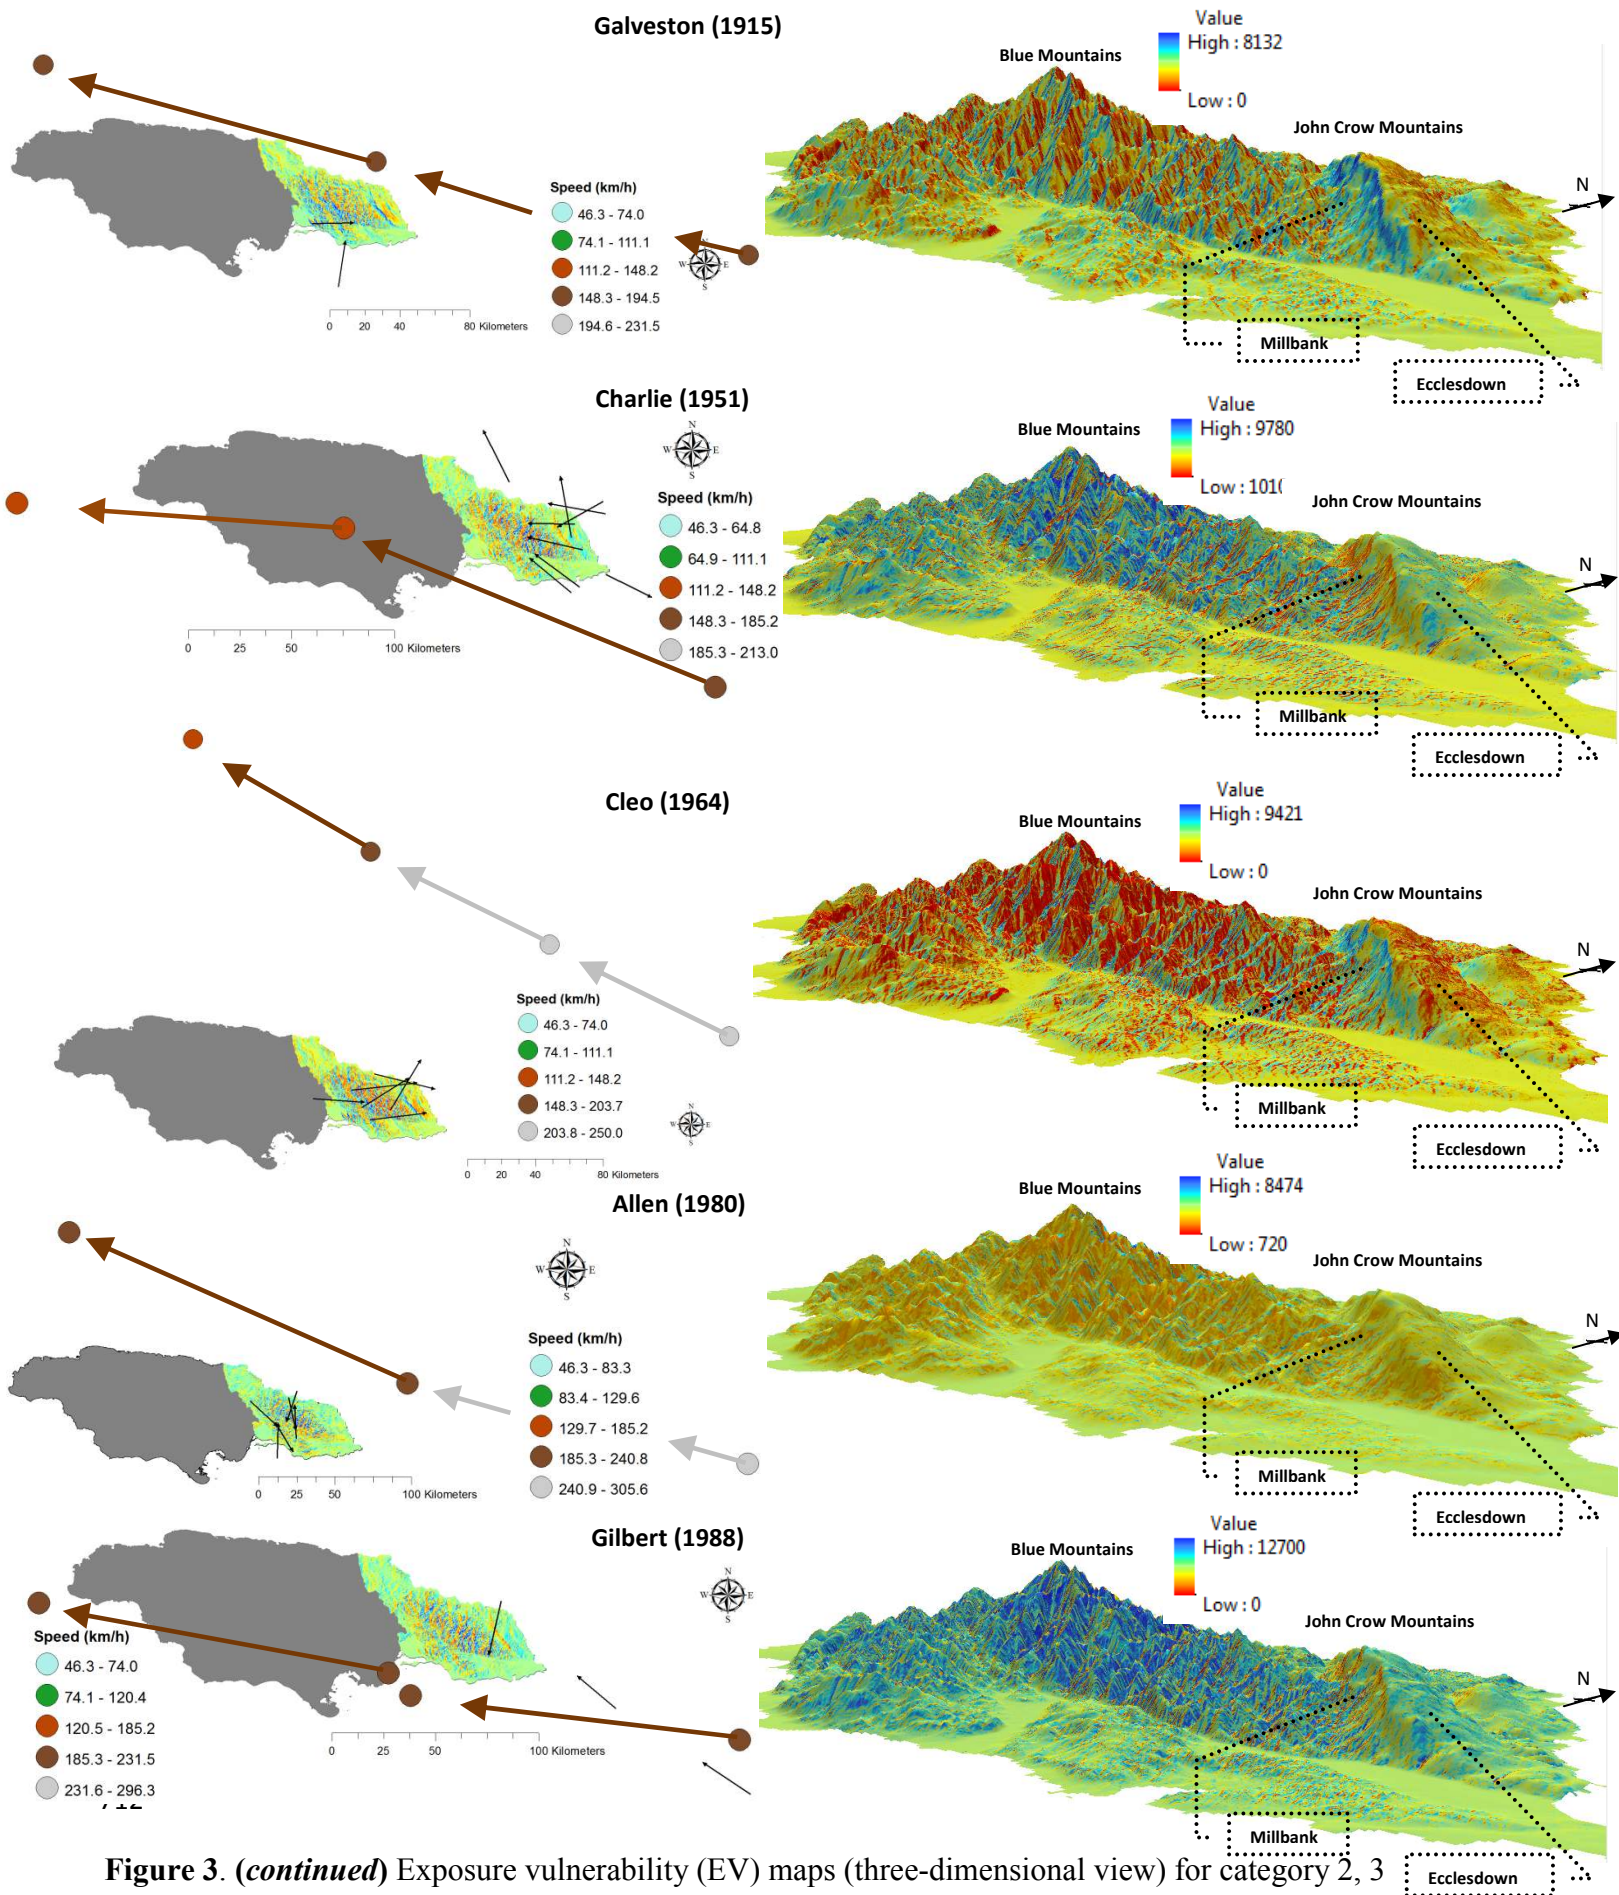 Galveston (1915)
Speed (km/h)
46.3 - 74.0
74.1 - 111.1
111.2 - 148.2
148.3 - 194.5
194.6 - 231.5
N
W E
S
0 20 40 80 Kilometers
Value
High : 8132
Low : 0
Blue Mountains
John Crow Mountains
N
Millbank
Ecclesdown
Charlie (1951)
N
W E
S
Speed (km/h)
46.3 - 64.8
64.9 - 111.1
111.2 - 148.2
148.3 - 185.2
185.3 - 213.0
0 25 50 100 Kilometers
Value
High : 9780
Blue Mountains
Low :
John Crow Mountains
N
Millbank
Ecclesdown
Cleo (1964)
Speed (km/h)
46.3 - 74.0
74.1 - 111.1
111.2 - 148.2
148.3 - 203.7
203.8 - 250.0
N
W E
S
0 20 40 80 Kilometers
Value
High : 9421
Blue Mountains
Low : 0
John Crow Mountains
N
Millbank
Ecclesdown
Allen (1980)
N
W E
S
Speed (km/h)
46.3 - 83.3
83.4 - 129.6
129.7 - 185.2
185.3 - 240.8
240.9 - 305.6
0 25 50 100 Kilometers
Value
High : 8474
Blue Mountains
Low : 720
John Crow Mountains
N
Millbank
Ecclesdown
Gilbert (1988)
N
W E
S
Speed (km/h)
46.3 - 74.0
74.1 - 120.4
120.5 - 185.2
185.3 - 231.5
231.6 - 296.3
0 25 50 100 Kilometers
Value
High : 12700
Blue Mountains
Low : 0
John Crow Mountains
N
Millbank
Ecclesdown
Figure 3. (continued) Exposure vulnerability (EV) maps (three-dimensional view) for category 2, 3